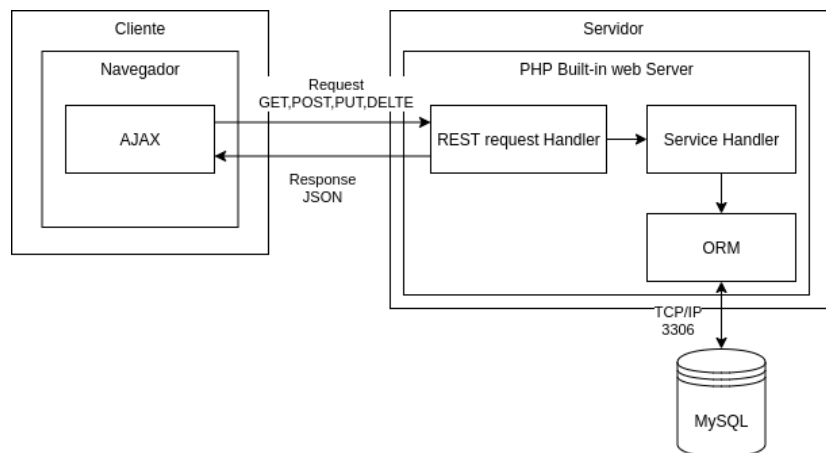 Cliente
Servidor
Navegador
PHP Built-in web Server
Request
GET,POST,PUT,DELTE
AJAX
REST request Handler
Service Handler
Response
JSON
ORM
TCP/IP
3306
MySQL